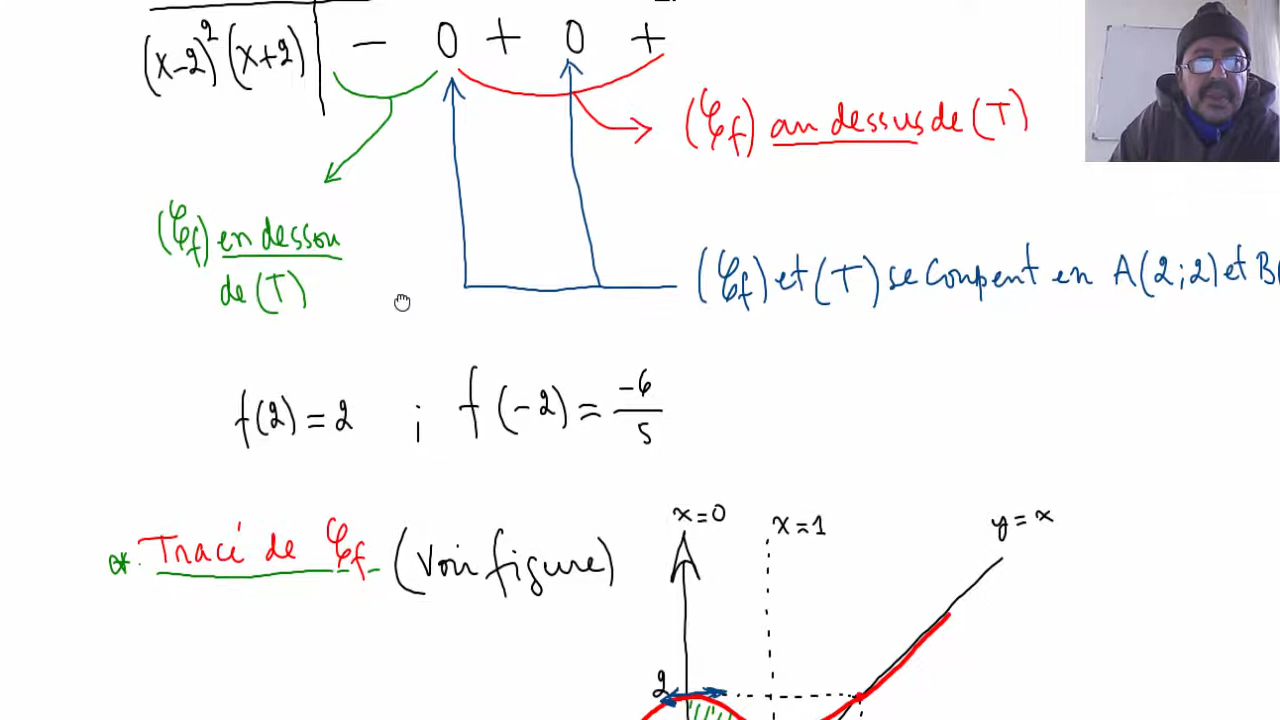 (x-2)² (x+2) | - 0 + 0 +
(𝒞f) au dessus de (T)
(𝒞f) en dessou
de (T)
(𝒞f) et (T) se coupent en A(2;2) et B(
f(2) = 2 ; f(-2) = -6/5
* Tracé de 𝒞f (Voir figure)
x=0
x=1
y=x
2